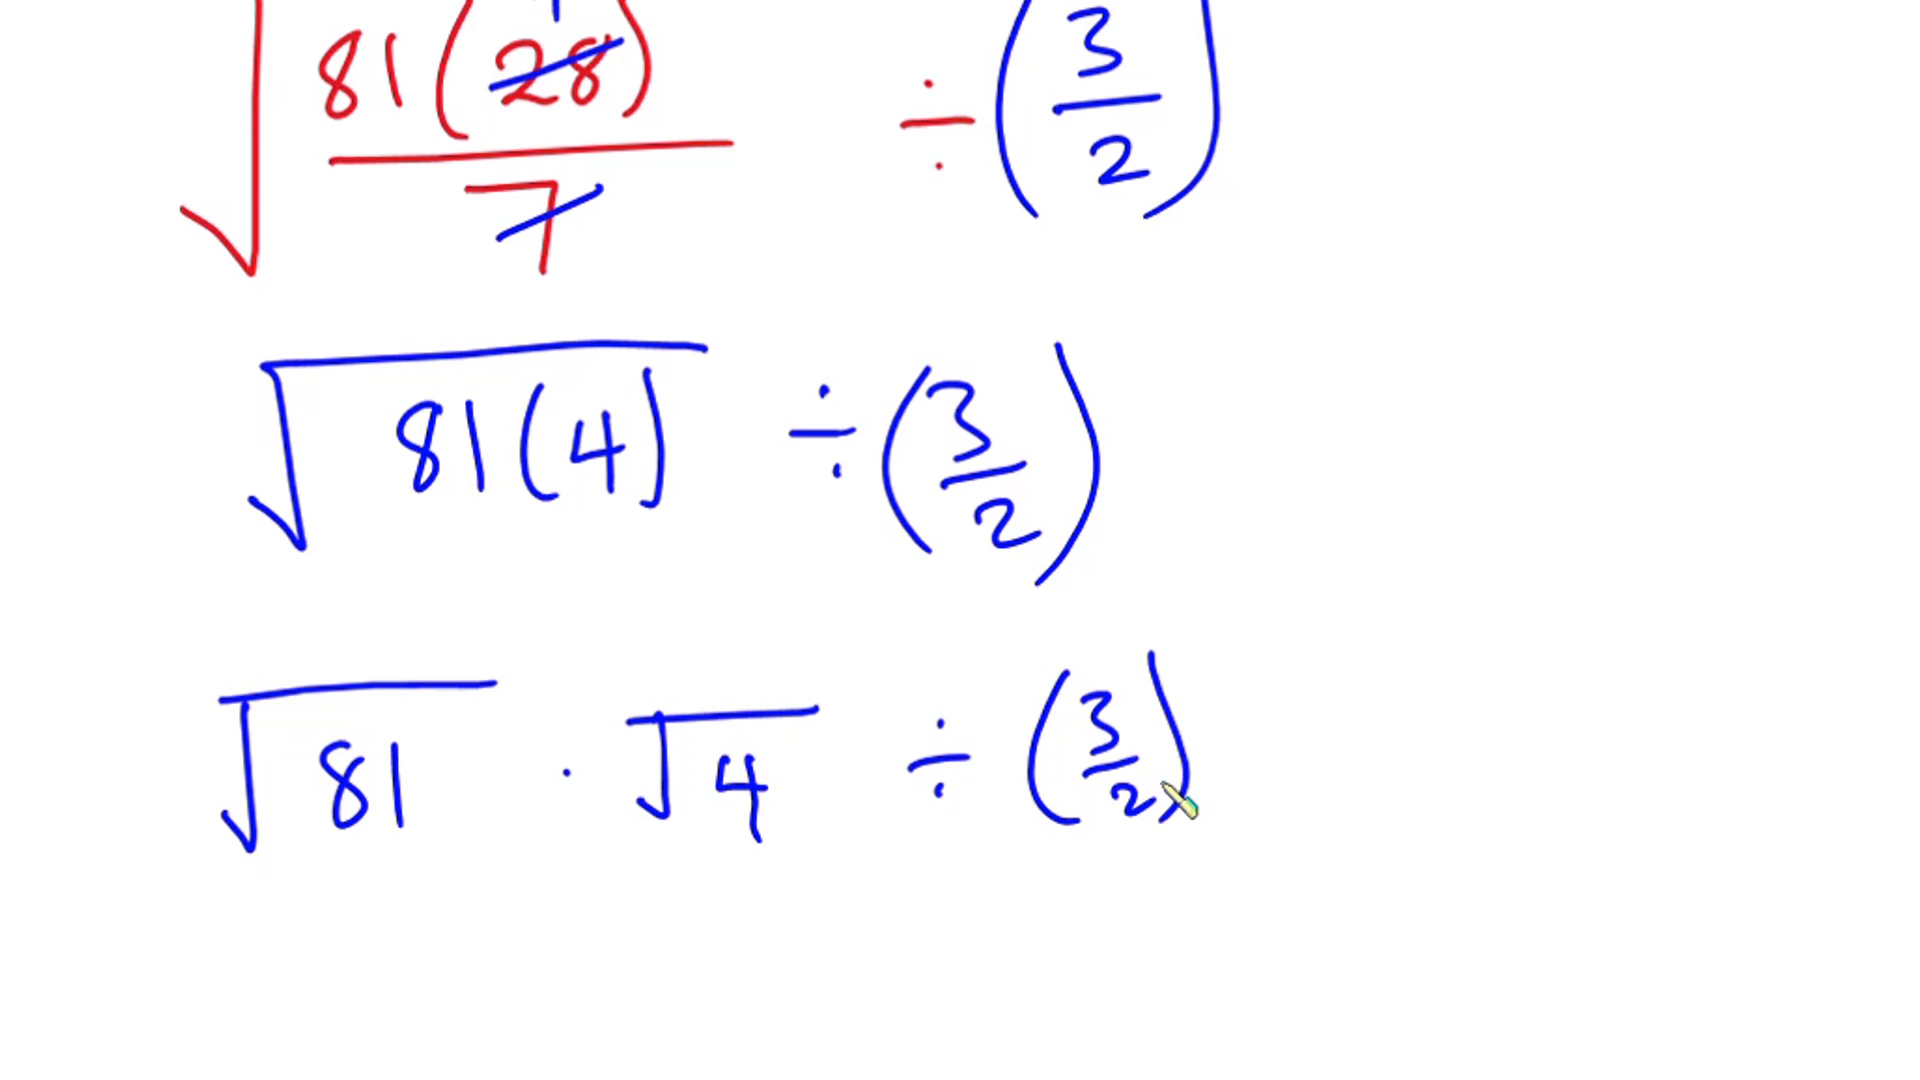 √(81(28)/7) ÷ (3/2)
√(81(4)) ÷ (3/2)
√81 · √4 ÷ (3/2)